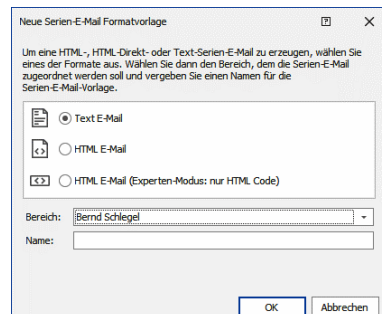 Neue Serien-E-Mail Formatvorlage
Um eine HTML-, HTML-Direkt- oder Text-Serien-E-Mail zu erzeugen, wählen Sie
eines der Formate aus. Wählen Sie dann den Bereich, dem die Serien-E-Mail
zugeordnet werden soll und vergeben Sie einen Namen für die
Serien-E-Mail-Vorlage.
Text E-Mail
HTML E-Mail
HTML E-Mail (Experten-Modus: nur HTML Code)
Bereich: Bernd Schlegel
Name:
OK Abbrechen